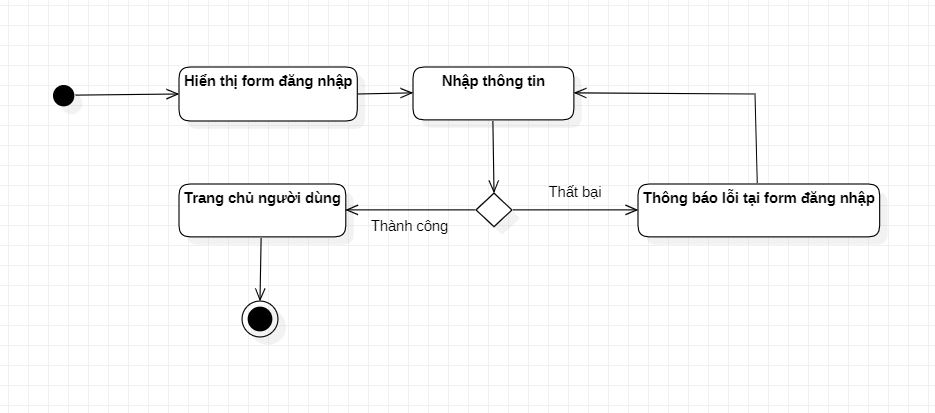 Hiển thị form đăng nhập
Nhập thông tin
Trang chủ người dùng
Thành công
Thất bại
Thông báo lỗi tại form đăng nhập